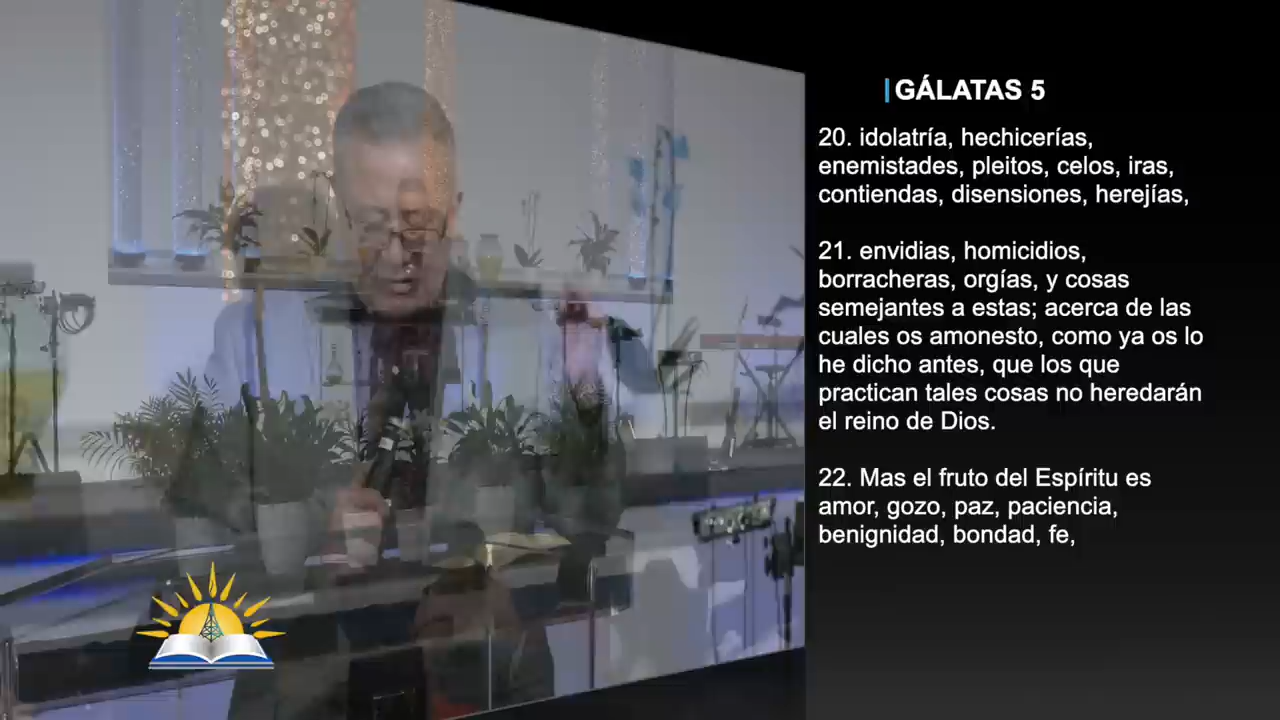 GÁLATAS 5
20. idolatría, hechicerías,
enemistades, pleitos, celos, iras,
contiendas, disensiones, herejías,
21. envidias, homicidios,
borracheras, orgías, y cosas
semejantes a estas; acerca de las
cuales os amonesto, como ya os lo
he dicho antes, que los que
practican tales cosas no heredarán
el reino de Dios.
22. Mas el fruto del Espíritu es
amor, gozo, paz, paciencia,
benignidad, bondad, fe,